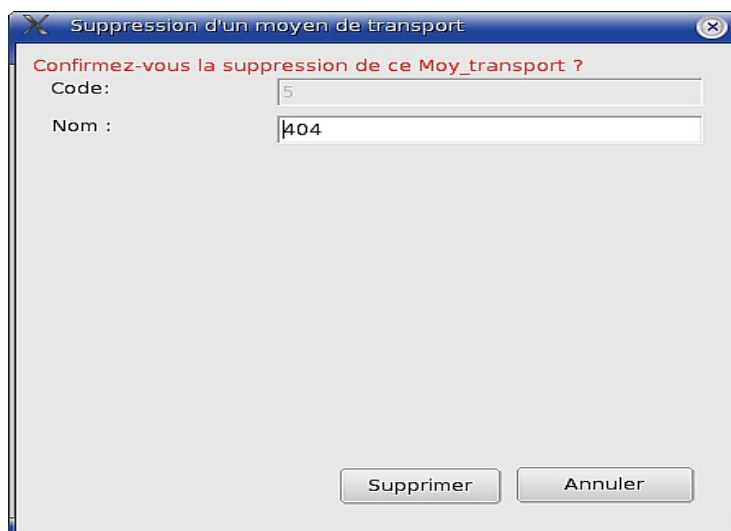 Suppression d'un moyen de transport
Confirmez-vous la suppression de ce Moy_transport ?
Code: 5
Nom : 404
Supprimer Annuler